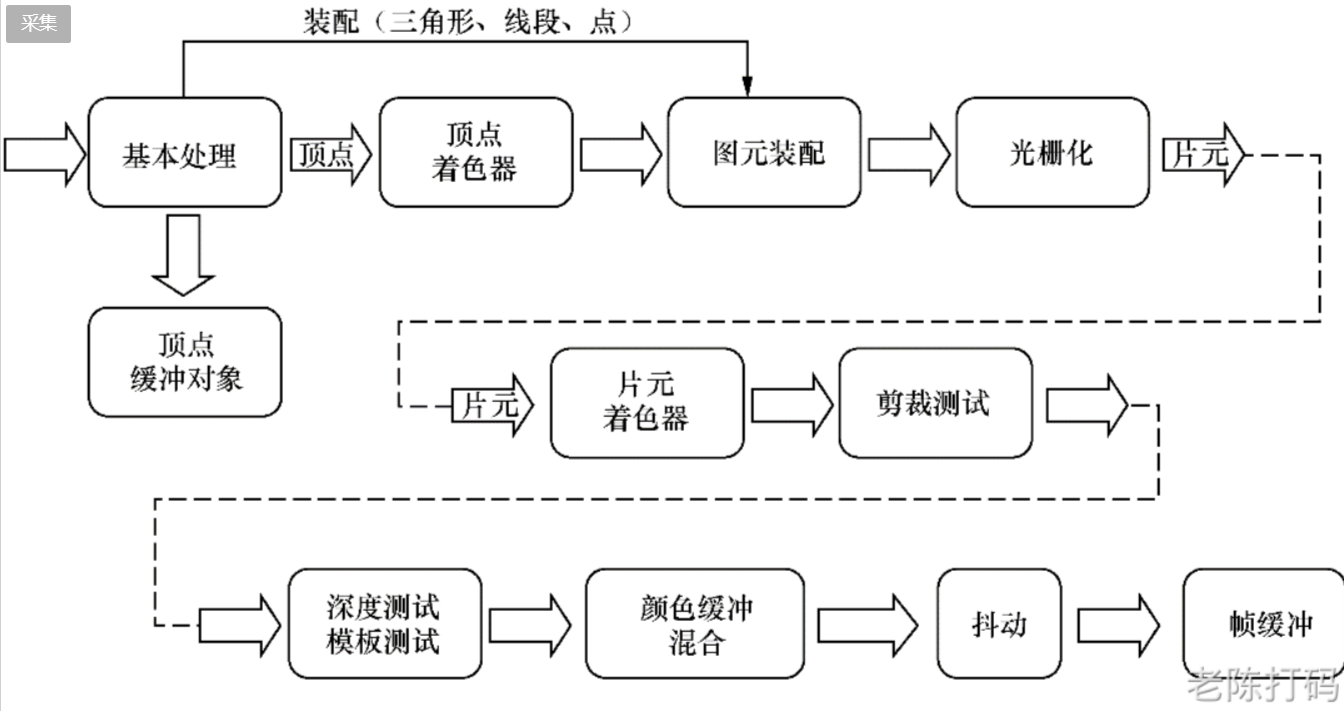 采集
装配（三角形、线段、点）
基本处理
顶点
顶点
着色器
图元装配
光栅化
片元
顶点
缓冲对象
片元
片元
着色器
剪裁测试
深度测试
模板测试
颜色缓冲
混合
抖动
帧缓冲
老陈打码